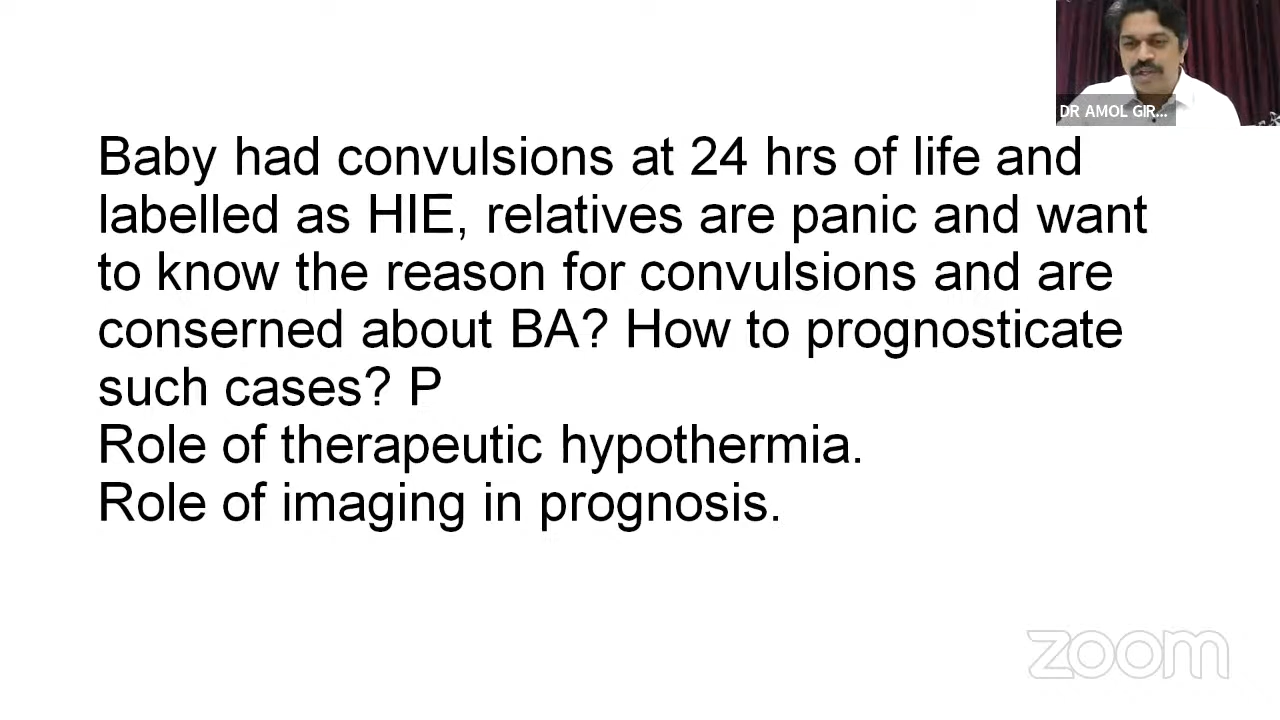 DR AMOL GIR...
Baby had convulsions at 24 hrs of life and
labelled as HIE, relatives are panic and want
to know the reason for convulsions and are
conserned about BA? How to prognosticate
such cases? P
Role of therapeutic hypothermia.
Role of imaging in prognosis.
zoom